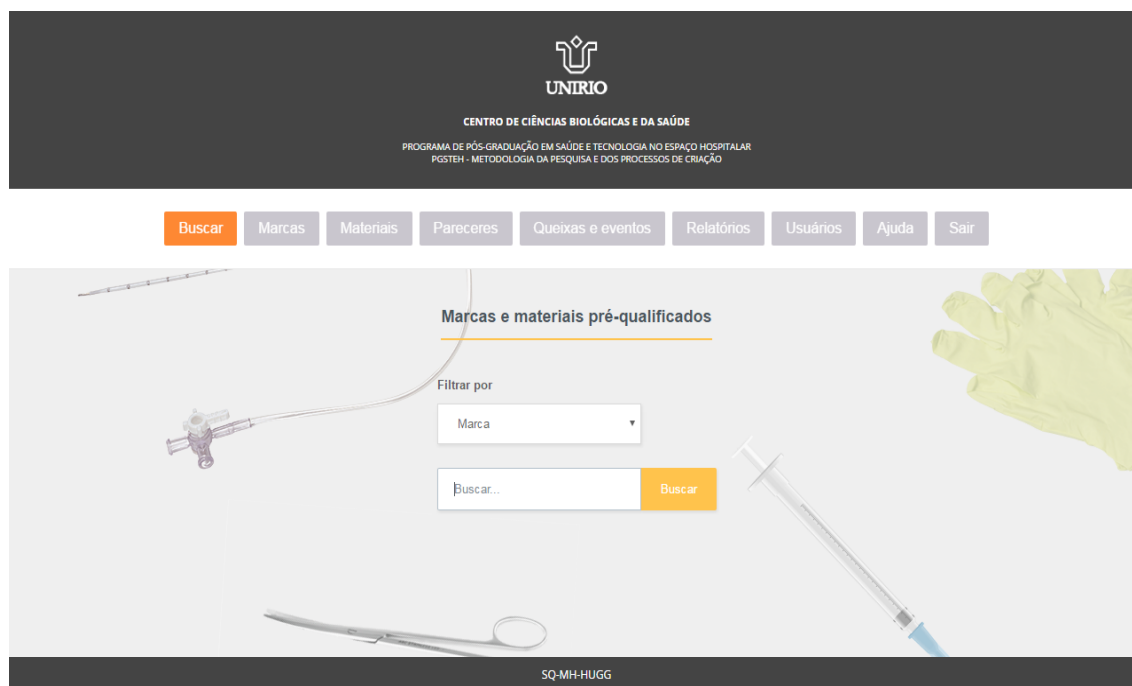 UNIRIO
CENTRO DE CIÊNCIAS BIOLÓGICAS E DA SAÚDE
PROGRAMA DE PÓS-GRADUAÇÃO EM SAÚDE E TECNOLOGIA NO ESPAÇO HOSPITALAR
PGSTEH - METODOLOGIA DA PESQUISA E DOS PROCESSOS DE CRIAÇÃO
Buscar Marcas Materiais Pareceres Queixas e eventos Relatórios Usuários Ajuda Sair
Marcas e materiais pré-qualificados
Filtrar por
Marca
Buscar... Buscar
SQ-MH-HUGG